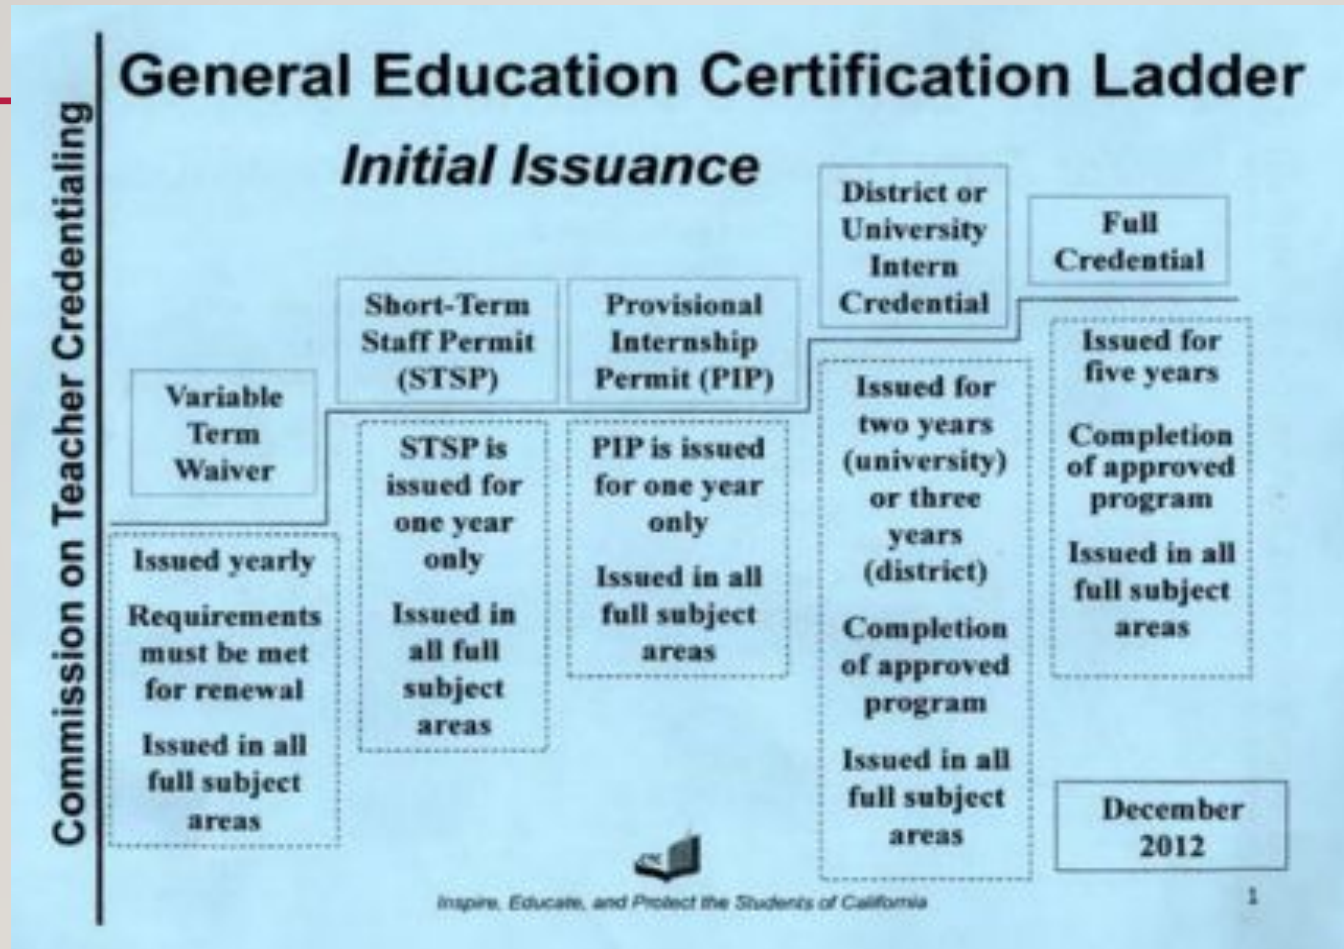 General Education Certification Ladder
Initial Issuance
Commission on Teacher Credentialing
Variable
Term
Waiver
Issued yearly
Requirements
must be met
for renewal
Issued in all
full subject
areas
Short-Term
Staff Permit
(STSP)
STSP is
issued for
one year
only
Issued in
all full
subject
areas
Provisional
Internship
Permit (PIP)
PIP is issued
for one year
only
Issued in all
full subject
areas
District or
University
Intern
Credential
Issued for
two years
(university)
or three
years
(district)
Completion
of approved
program
Issued in all
full subject
areas
Full
Credential
Issued for
five years
Completion
of approved
program
Issued in all
full subject
areas
December
2012
Inspire, Educate, and Protect the Students of California
1